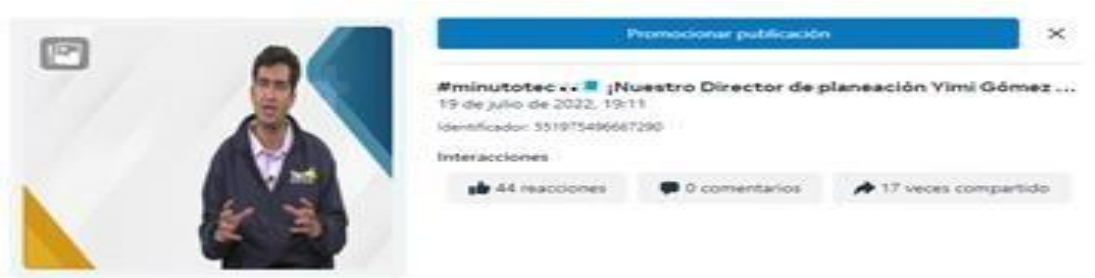 Promocionar publicación
#minutotec ¡Nuestro Director de planeación Yimi Gómez ...
19 de julio de 2022, 19:11
Identificador: 551975496667290
Interacciones
44 reacciones
0 comentarios
17 veces compartido